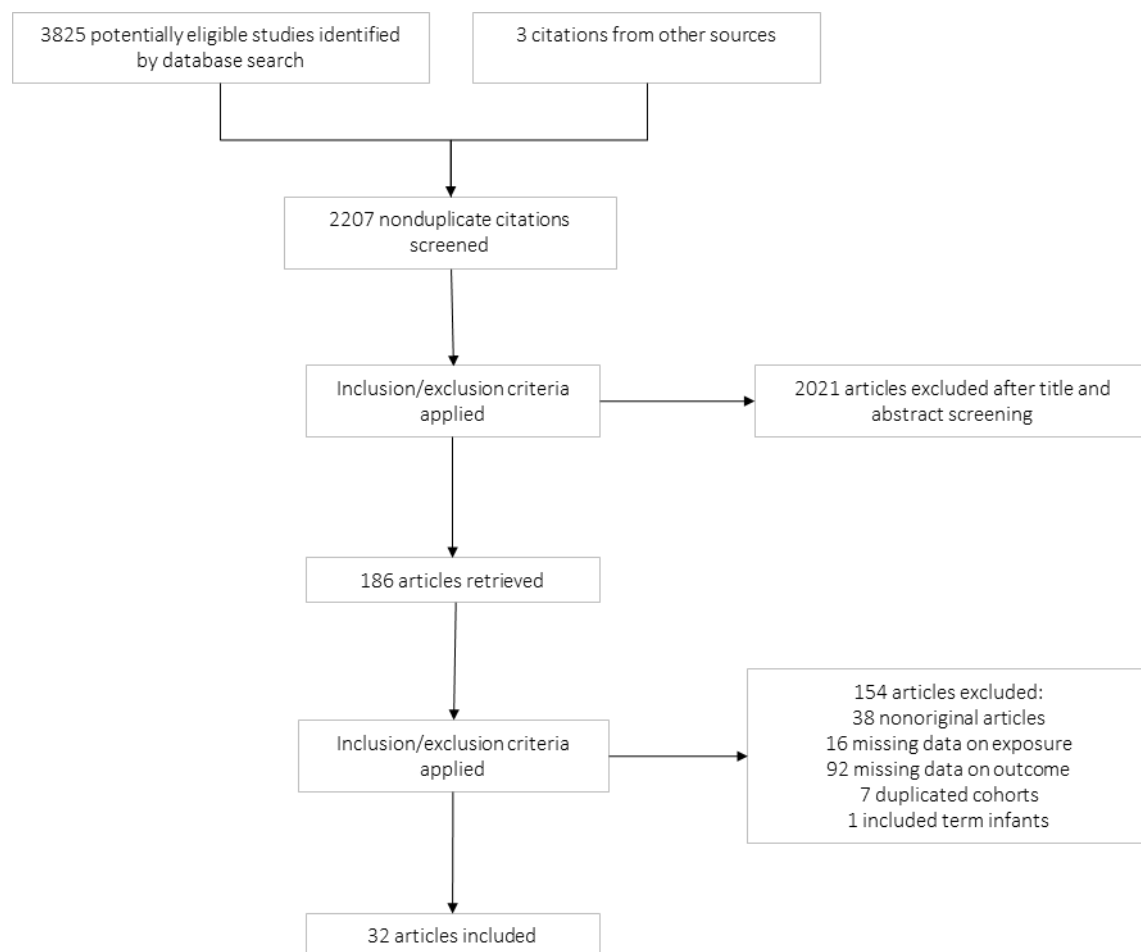 3825 potentially eligible studies identified
by database search
3 citations from other sources
2207 nonduplicate citations
screened
Inclusion/exclusion criteria
applied
2021 articles excluded after title and
abstract screening
186 articles retrieved
Inclusion/exclusion criteria
applied
154 articles excluded:
38 nonoriginal articles
16 missing data on exposure
92 missing data on outcome
7 duplicated cohorts
1 included term infants
32 articles included